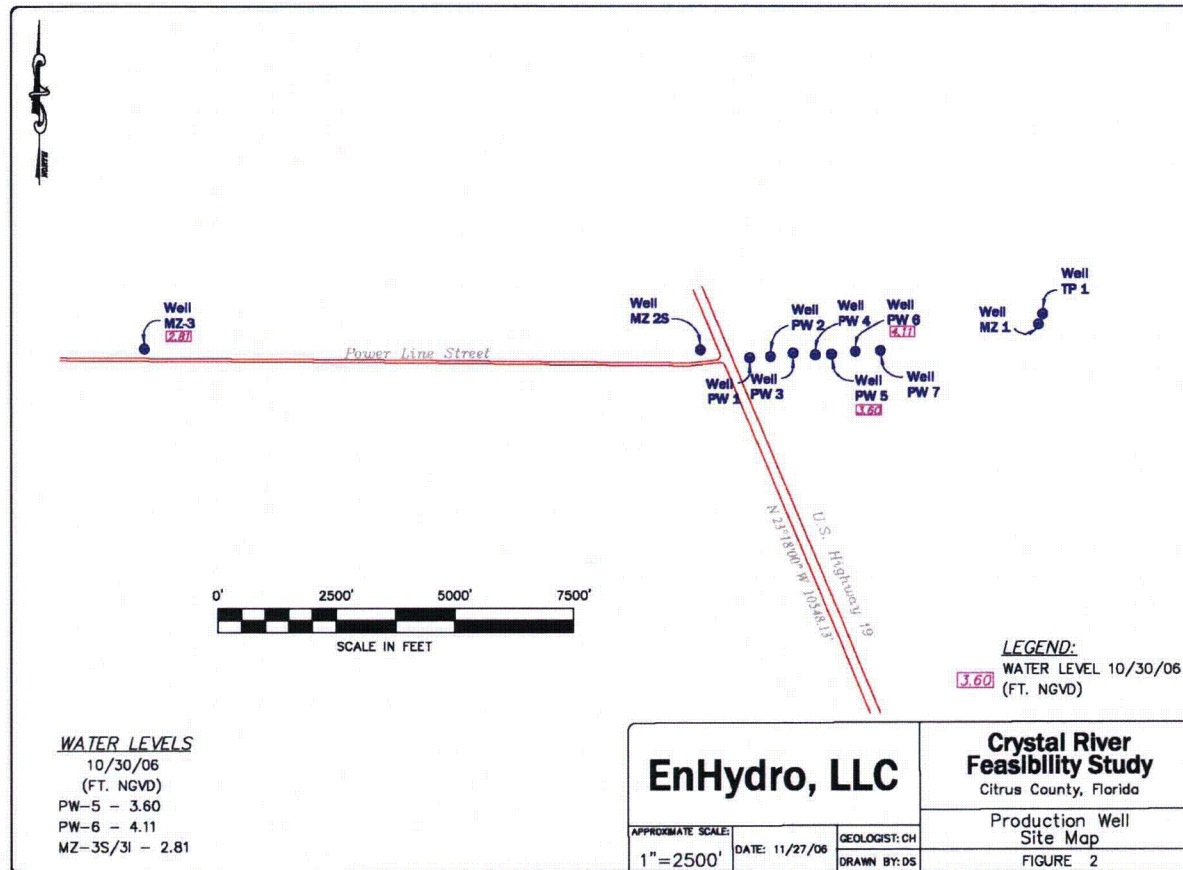 NORTH
Well
MZ-3
2.81
Power Line Street
Well
MZ 2S
Well
PW 1
Well
PW 2
Well
PW 3
Well
PW 4
Well
PW 5
3.60
Well
PW 6
4.11
Well
PW 7
Well
MZ 1
Well
TP 1
U.S. Highway 19
N 23°18'00" W 10548.13'
0' 2500' 5000' 7500'
SCALE IN FEET
LEGEND:
3.60 WATER LEVEL 10/30/06
(FT. NGVD)
WATER LEVELS
10/30/06
(FT. NGVD)
PW-5 - 3.60
PW-6 - 4.11
MZ-3S/3I - 2.81
EnHydro, LLC
APPROXIMATE SCALE:
1"=2500'
DATE: 11/27/06
GEOLOGIST: CH
DRAWN BY: DS
Crystal River
Feasibility Study
Citrus County, Florida
Production Well
Site Map
FIGURE 2